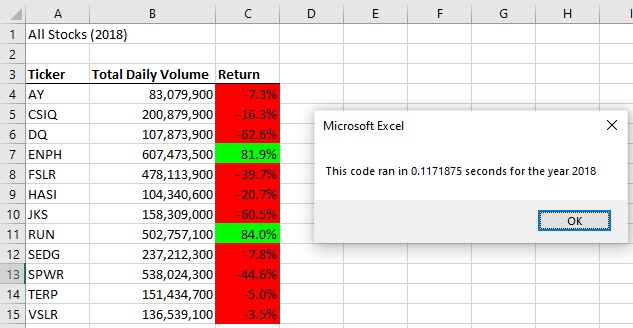 A B C D E F G H
1 All Stocks (2018)
2
3 Ticker Total Daily Volume Return
4 AY 83,079,900 -7.3%
5 CSIQ 200,879,900 -16.3%
6 DQ 107,873,900 -62.6%
7 ENPH 607,473,500 81.9%
8 FSLR 478,113,900 -39.7%
9 HASI 104,340,600 -20.7%
10 JKS 158,309,000 -60.5%
11 RUN 502,757,100 84.0%
12 SEDG 237,212,300 -7.8%
13 SPWR 538,024,300 -44.6%
14 TERP 151,434,700 -5.0%
15 VSLR 136,539,100 -3.5%
Microsoft Excel
This code ran in 0.1171875 seconds for the year 2018
OK